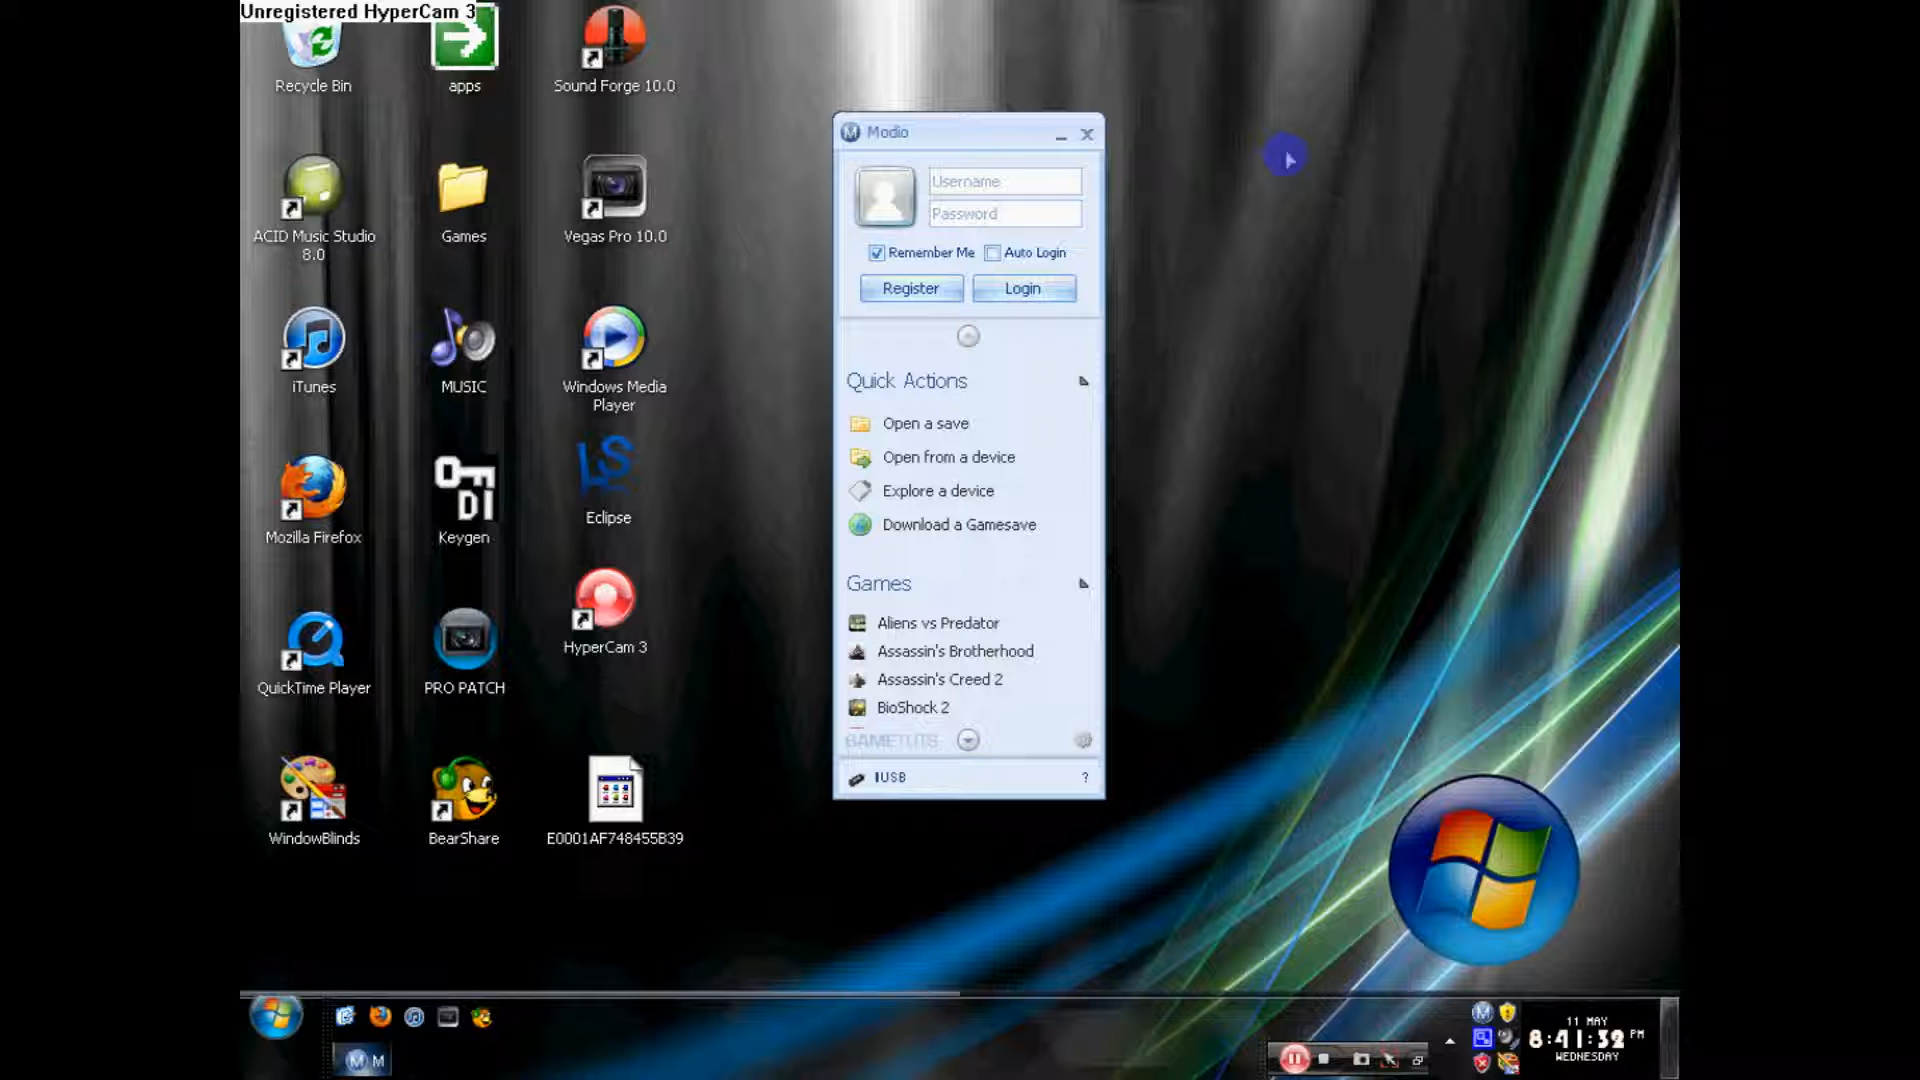 Unregistered HyperCam 3
Recycle Bin
apps
Sound Forge 10.0
ACID Music Studio
8.0
Games
Vegas Pro 10.0
iTunes
MUSIC
Windows Media
Player
Mozilla Firefox
Keygen
Eclipse
QuickTime Player
PRO PATCH
HyperCam 3
WindowBlinds
BearShare
E0001AF748455B39
Modio
Username
Password
Remember Me
Auto Login
Register
Login
Quick Actions
Open a save
Open from a device
Explore a device
Download a Gamesave
Games
Aliens vs Predator
Assassin's Brotherhood
Assassin's Creed 2
BioShock 2
GAMETUTS
IUSB
?
M
11 MAY
8:41:32 PM
WEDNESDAY